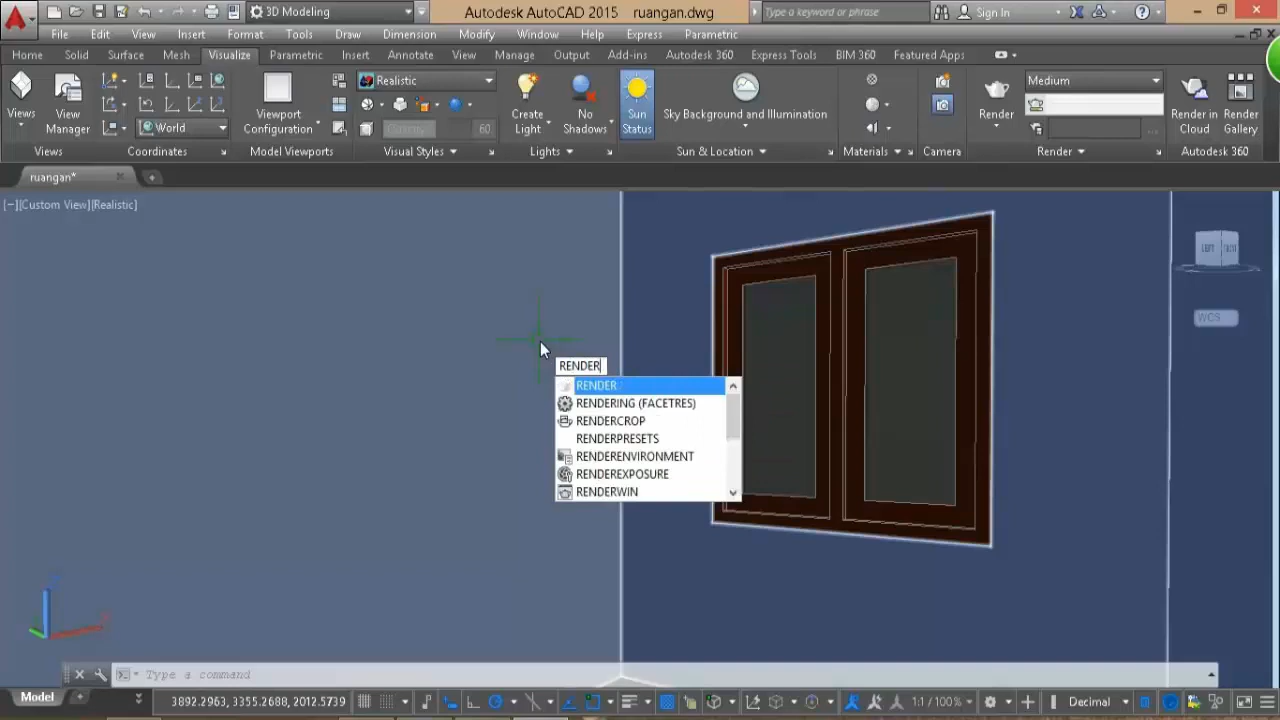 3D Modeling
Autodesk AutoCAD 2015 ruangan.dwg
Type a keyword or phrase
Sign In
File Edit View Insert Format Tools Draw Dimension Modify Window Help Express Parametric
Home Solid Surface Mesh Visualize Parametric Insert Annotate View Manage Output Add-ins Autodesk 360 Express Tools BIM 360 Featured Apps
Views
View
Manager
World
Viewport
Configuration
Realistic
60
Create
Light
No
Shadows
Sun
Status
Sky Background and Illumination
Render
Medium
Render in
Cloud
Render
Gallery
Views Coordinates Model Viewports Visual Styles Lights Sun & Location Materials Camera Render Autodesk 360
ruangan*
[−][Custom View][Realistic]
LEFT
WCS
RENDER
RENDER
RENDERING (FACETRES)
RENDERCROP
RENDERPRESETS
RENDERENVIRONMENT
RENDEREXPOSURE
RENDERWIN
Type a command
Model
3892.2963, 3355.2688, 2012.5739
1:1 / 100%
Decimal